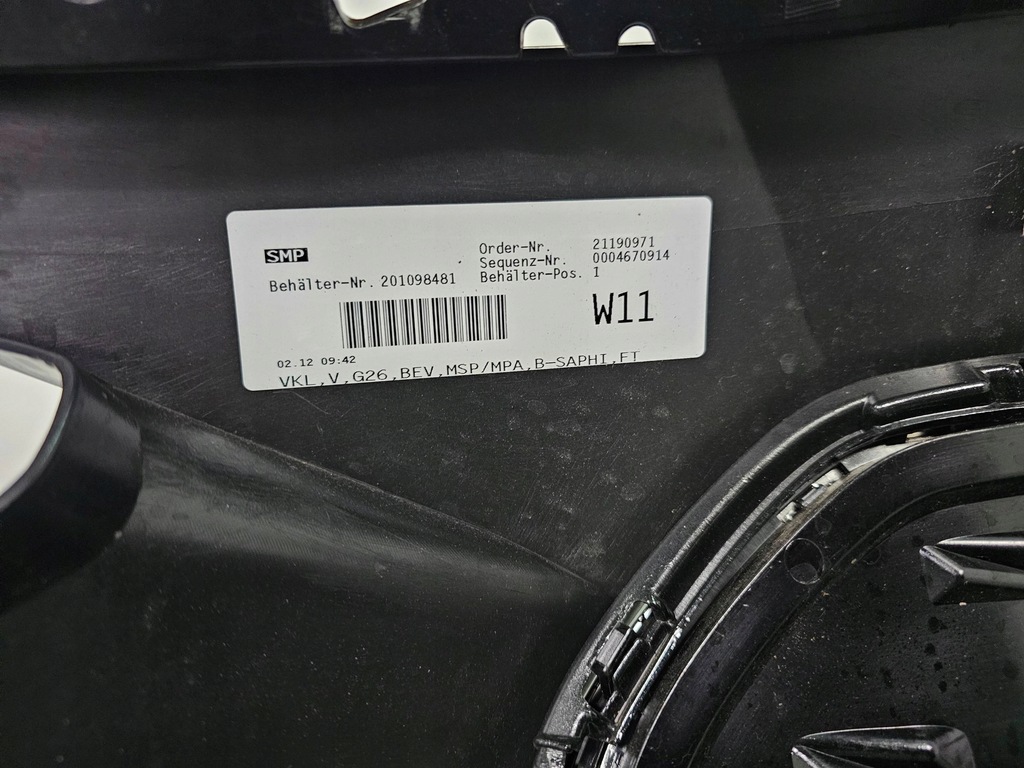 SMP
Order-Nr. 21190971
Sequenz-Nr. 0004670914
Behälter-Nr. 201098481 Behälter-Pos. 1
W11
02.12 09:42
VKL,V,G26,BEV,MSP/MPA,B-SAPHI,FT